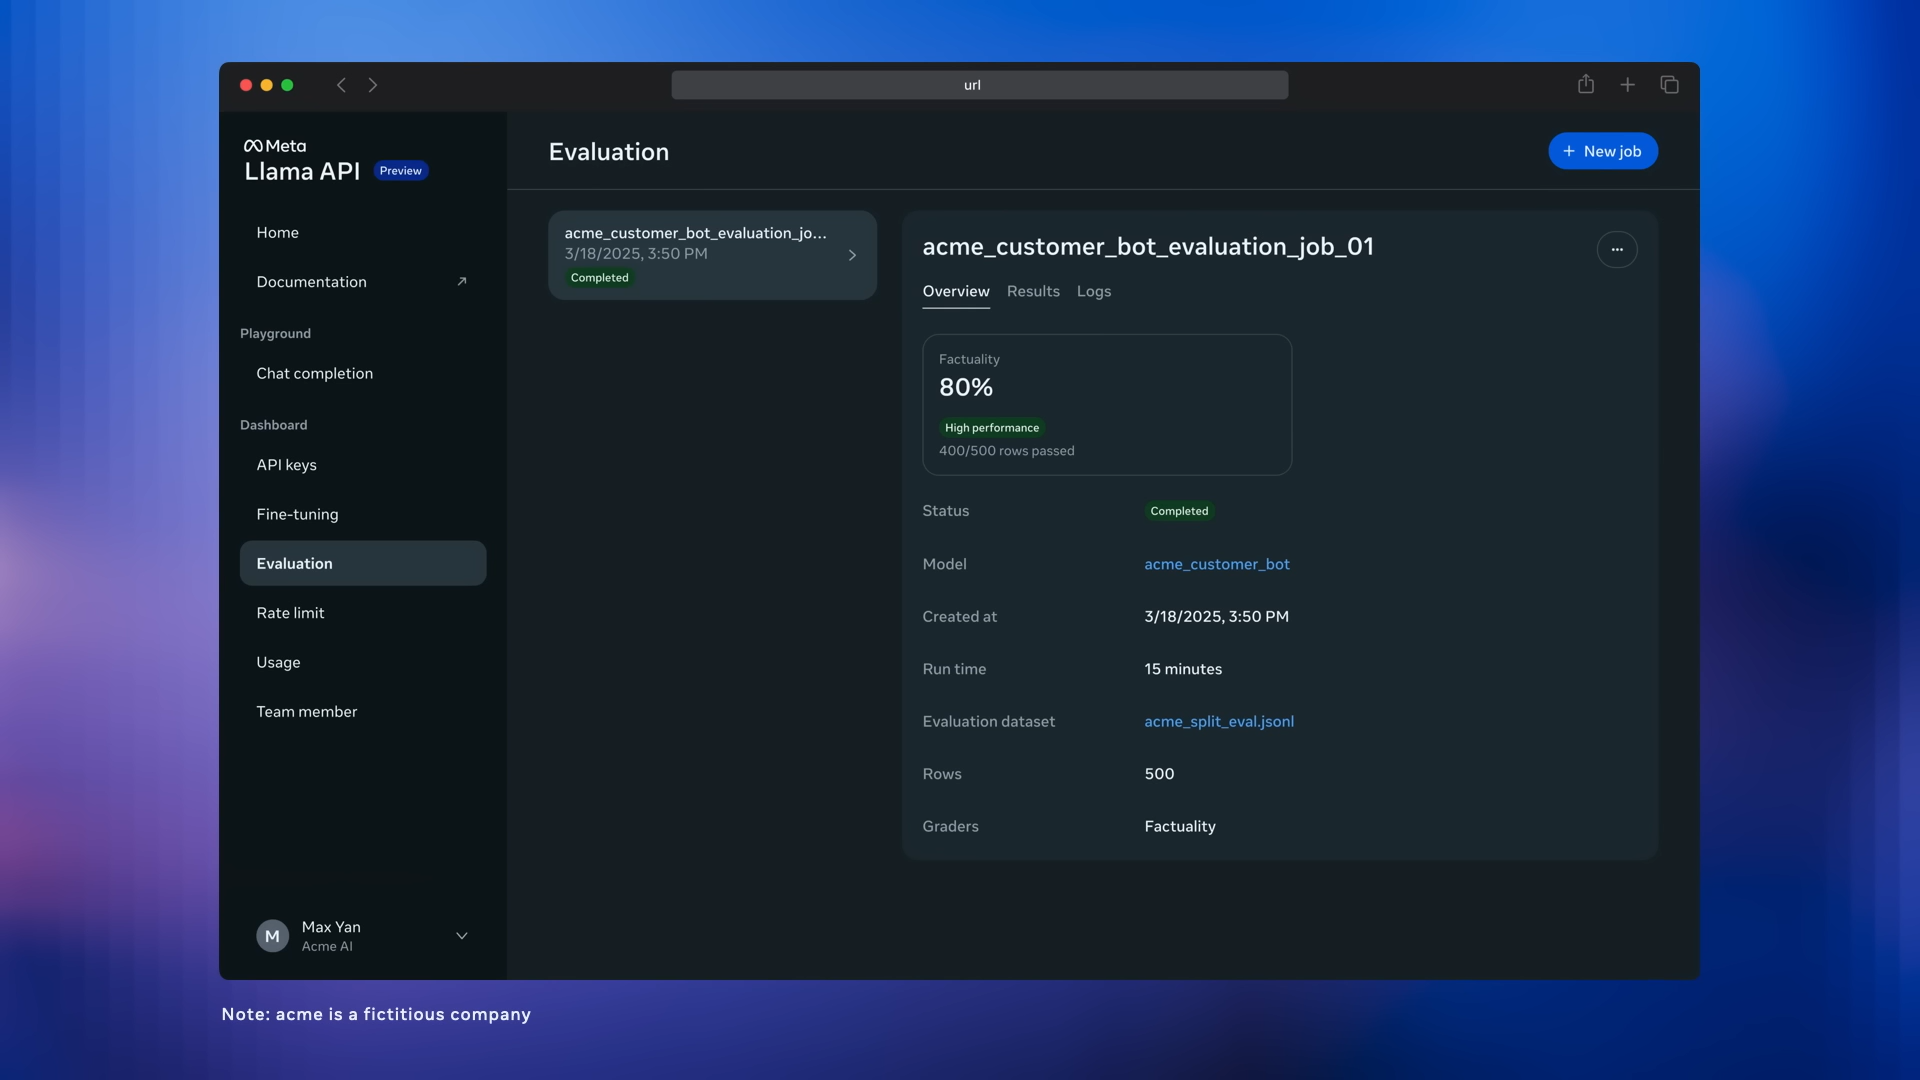 url
Meta
Llama API Preview
Home
Documentation
Playground
Chat completion
Dashboard
API keys
Fine-tuning
Evaluation
Rate limit
Usage
Team member
M
Max Yan
Acme AI
Evaluation
+ New job
acme_customer_bot_evaluation_jo...
3/18/2025, 3:50 PM
Completed
acme_customer_bot_evaluation_job_01
Overview Results Logs
Factuality
80%
High performance
400/500 rows passed
Status Completed
Model acme_customer_bot
Created at 3/18/2025, 3:50 PM
Run time 15 minutes
Evaluation dataset acme_split_eval.jsonl
Rows 500
Graders Factuality
Note: acme is a fictitious company